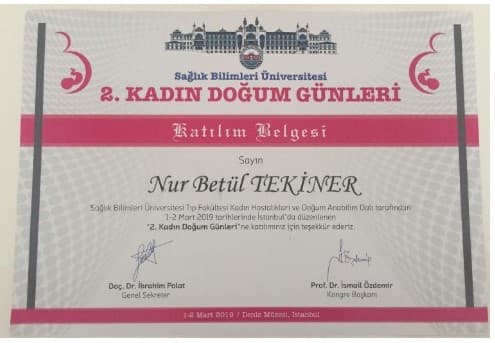 Sağlık Bilimleri Üniversitesi
2. KADIN DOĞUM GÜNLERİ
Katılım Belgesi
Sayın
Nur Betül TEKİNER
Sağlık Bilimleri Üniversitesi Tıp Fakültesi Kadın Hastalıkları ve Doğum Anabilim Dalı tarafından
1-2 Mart 2019 tarihlerinde İstanbul'da düzenlenen
"2. Kadın Doğum Günleri"ne katılımınız için teşekkür ederiz.
Doç. Dr. İbrahim Polat
Genel Sekreter
Prof. Dr. İsmail Özdemir
Kongre Başkanı
1-2 Mart 2019 / Deniz Müzesi, İstanbul